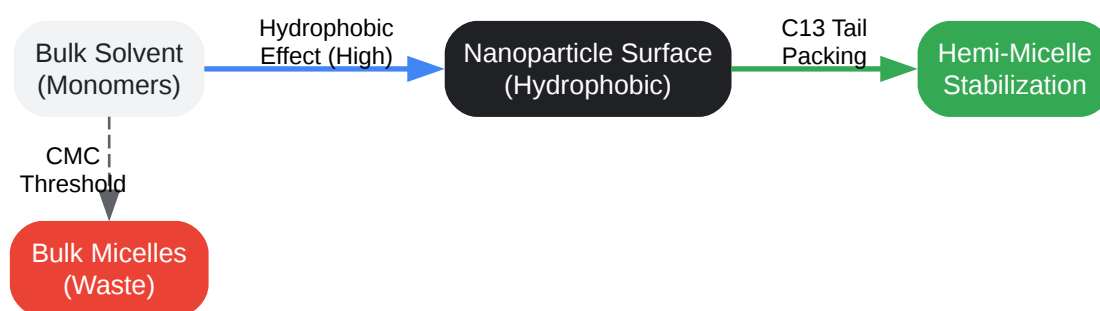 Bulk Solvent
(Monomers)
Hydrophobic
Effect (High)
Nanoparticle Surface
(Hydrophobic)
C13 Tail
Packing
Hemi-Micelle
Stabilization
CMC
Threshold
Bulk Micelles
(Waste)